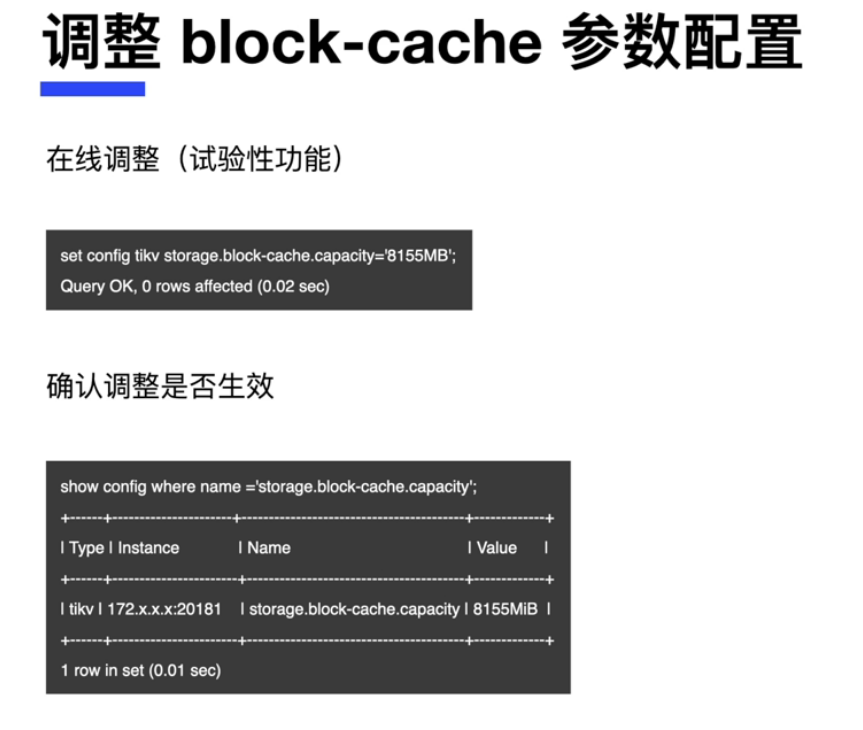 调整 block-cache 参数配置
在线调整（试验性功能）
set config tikv storage.block-cache.capacity='8155MB';
Query OK, 0 rows affected (0.02 sec)
确认调整是否生效
show config where name ='storage.block-cache.capacity';
+------+----------------------+----------------------------------------+-------------+
| Type | Instance | Name | Value |
+------+-----------------------+---------------------------------------+-------------+
| tikv | 172.x.x.x:20181 | storage.block-cache.capacity | 8155MiB |
+------+-----------------------+---------------------------------------+-------------+
1 row in set (0.01 sec)